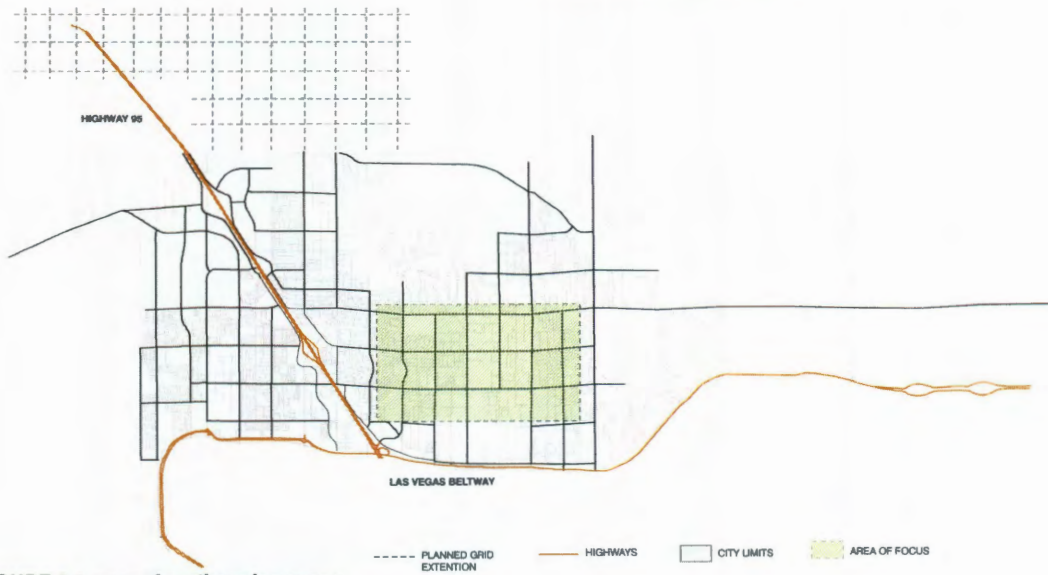 HIGHWAY 95
LAS VEGAS BELTWAY
PLANNED GRID
EXTENTION
HIGHWAYS
CITY LIMITS
AREA OF FOCUS